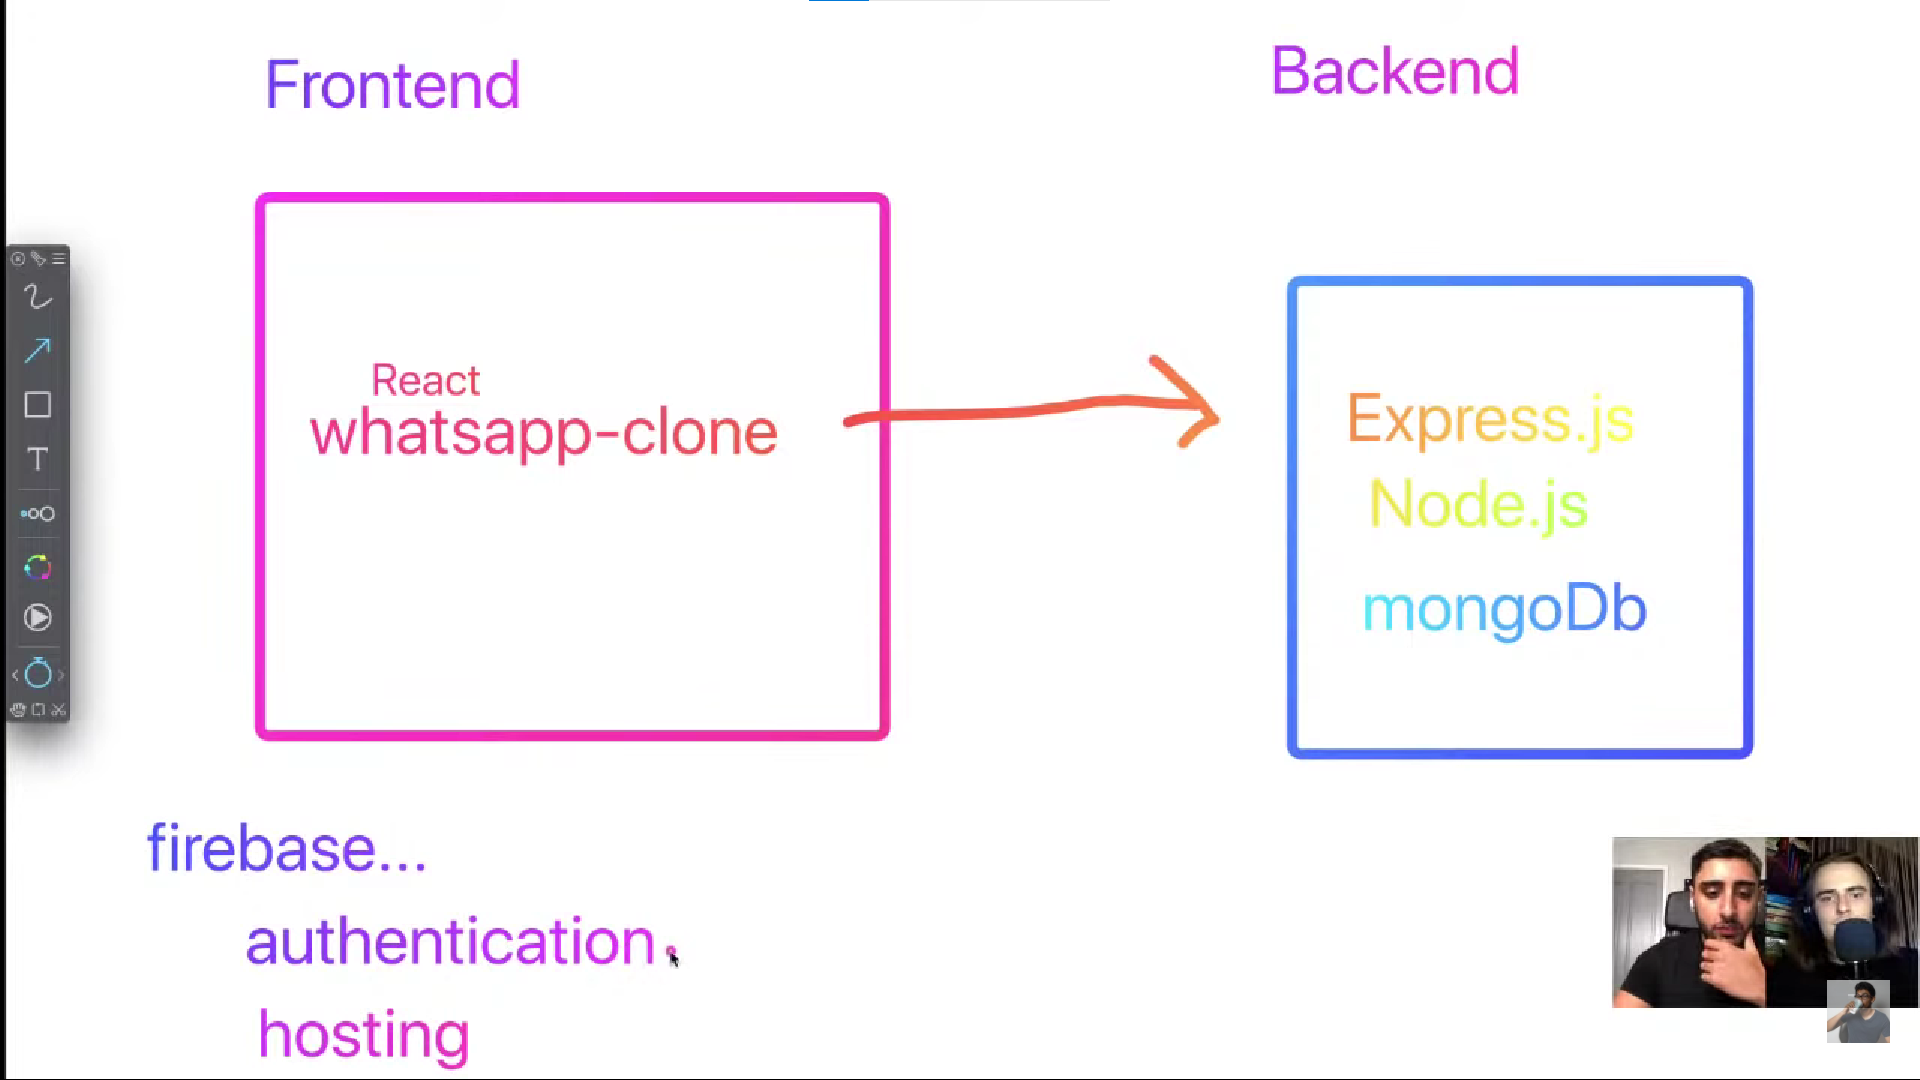 Frontend
Backend
React
whatsapp-clone
Express.js
Node.js
mongoDb
firebase...
authentication
hosting